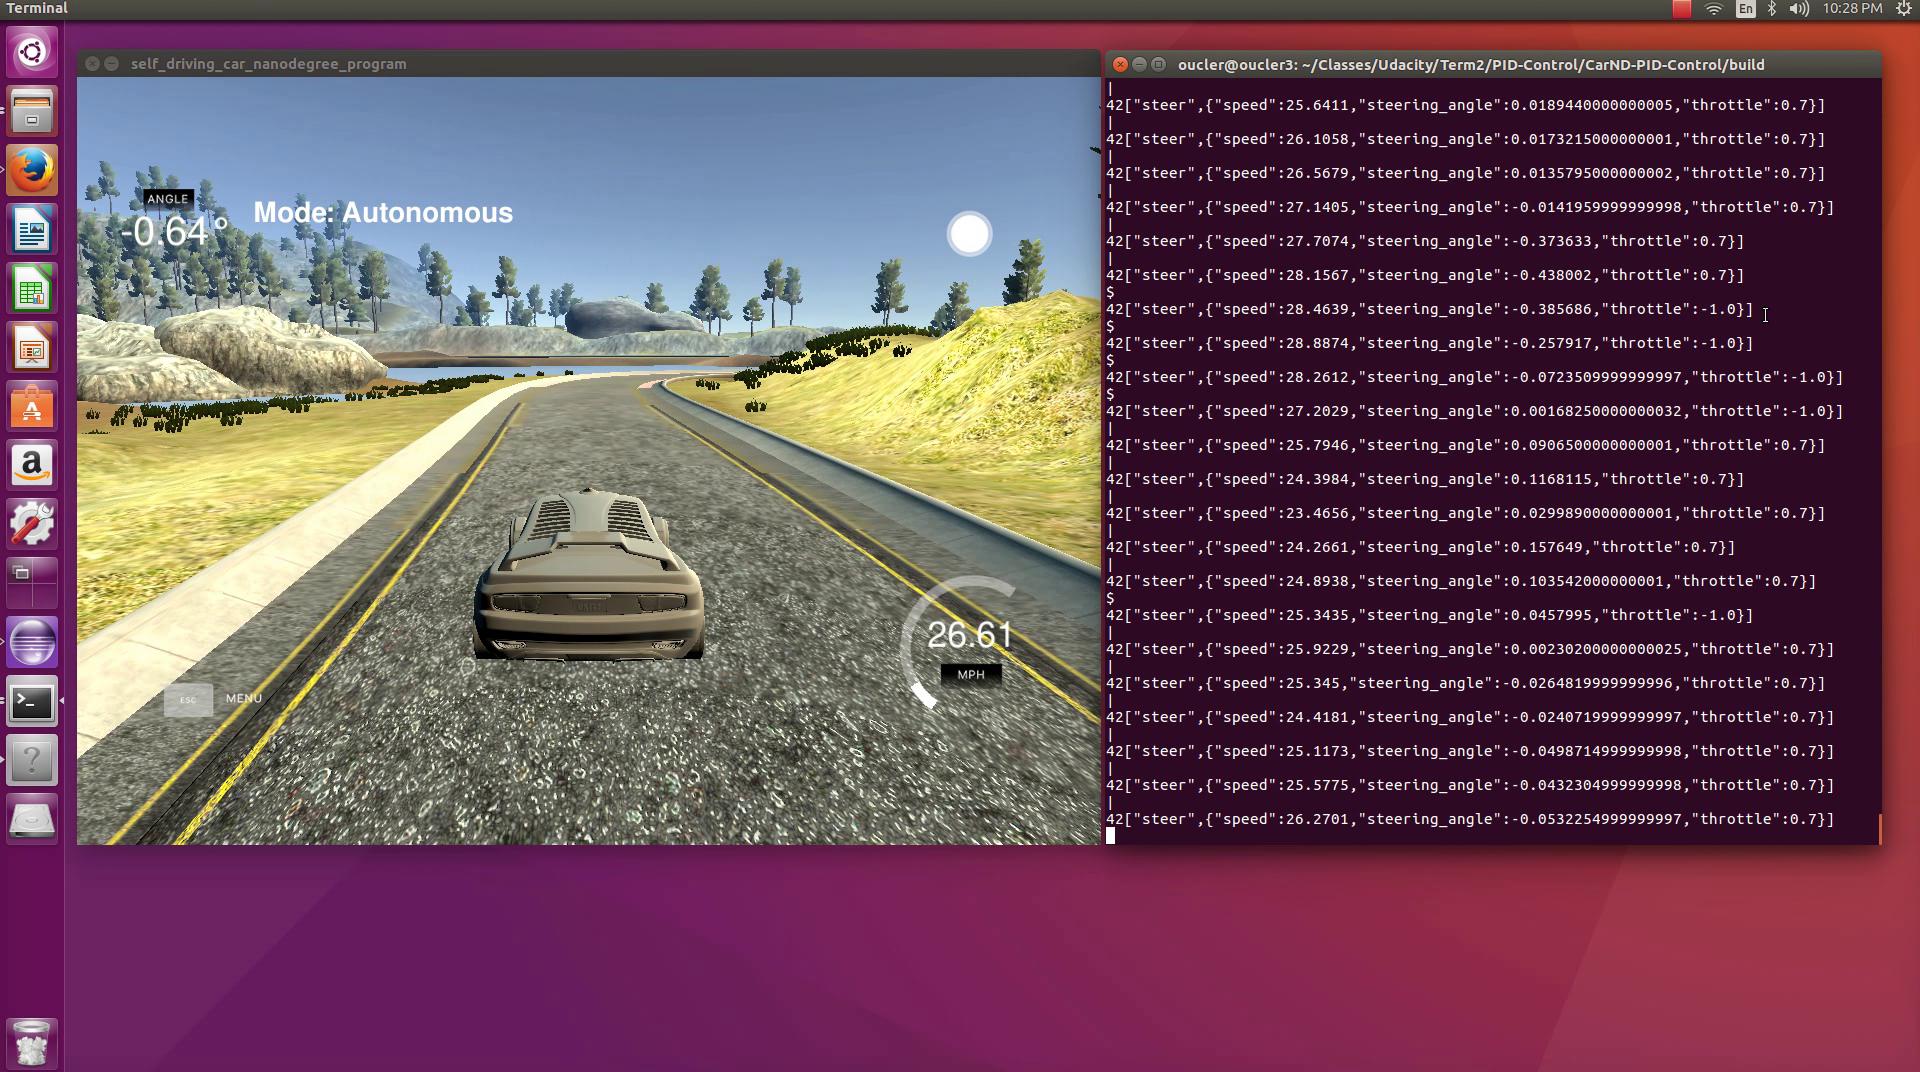 Terminal
En
10:28 PM
self_driving_car_nanodegree_program
ANGLE
-0.64°
Mode: Autonomous
26.61
MPH
ESC
MENU
oucler@oucler3: ~/Classes/Udacity/Term2/PID-Control/CarND-PID-Control/build
|
42["steer",{"speed":25.6411,"steering_angle":0.0189440000000005,"throttle":0.7}]
|
42["steer",{"speed":26.1058,"steering_angle":0.0173215000000001,"throttle":0.7}]
|
42["steer",{"speed":26.5679,"steering_angle":0.0135795000000002,"throttle":0.7}]
|
42["steer",{"speed":27.1405,"steering_angle":-0.0141959999999998,"throttle":0.7}]
|
42["steer",{"speed":27.7074,"steering_angle":-0.373633,"throttle":0.7}]
|
42["steer",{"speed":28.1567,"steering_angle":-0.438002,"throttle":0.7}]
$
42["steer",{"speed":28.4639,"steering_angle":-0.385686,"throttle":-1.0}]
$
42["steer",{"speed":28.8874,"steering_angle":-0.257917,"throttle":-1.0}]
$
42["steer",{"speed":28.2612,"steering_angle":-0.0723509999999997,"throttle":-1.0}]
$
42["steer",{"speed":27.2029,"steering_angle":0.00168250000000032,"throttle":-1.0}]
|
42["steer",{"speed":25.7946,"steering_angle":0.0906500000000001,"throttle":0.7}]
|
42["steer",{"speed":24.3984,"steering_angle":0.1168115,"throttle":0.7}]
|
42["steer",{"speed":23.4656,"steering_angle":0.0299890000000001,"throttle":0.7}]
|
42["steer",{"speed":24.2661,"steering_angle":0.157649,"throttle":0.7}]
|
42["steer",{"speed":24.8938,"steering_angle":0.103542000000001,"throttle":0.7}]
$
42["steer",{"speed":25.3435,"steering_angle":0.0457995,"throttle":-1.0}]
|
42["steer",{"speed":25.9229,"steering_angle":0.00230200000000025,"throttle":0.7}]
|
42["steer",{"speed":25.345,"steering_angle":-0.0264819999999996,"throttle":0.7}]
|
42["steer",{"speed":24.4181,"steering_angle":-0.0240719999999997,"throttle":0.7}]
|
42["steer",{"speed":25.1173,"steering_angle":-0.0498714999999998,"throttle":0.7}]
|
42["steer",{"speed":25.5775,"steering_angle":-0.0432304999999998,"throttle":0.7}]
|
42["steer",{"speed":26.2701,"steering_angle":-0.0532254999999997,"throttle":0.7}]